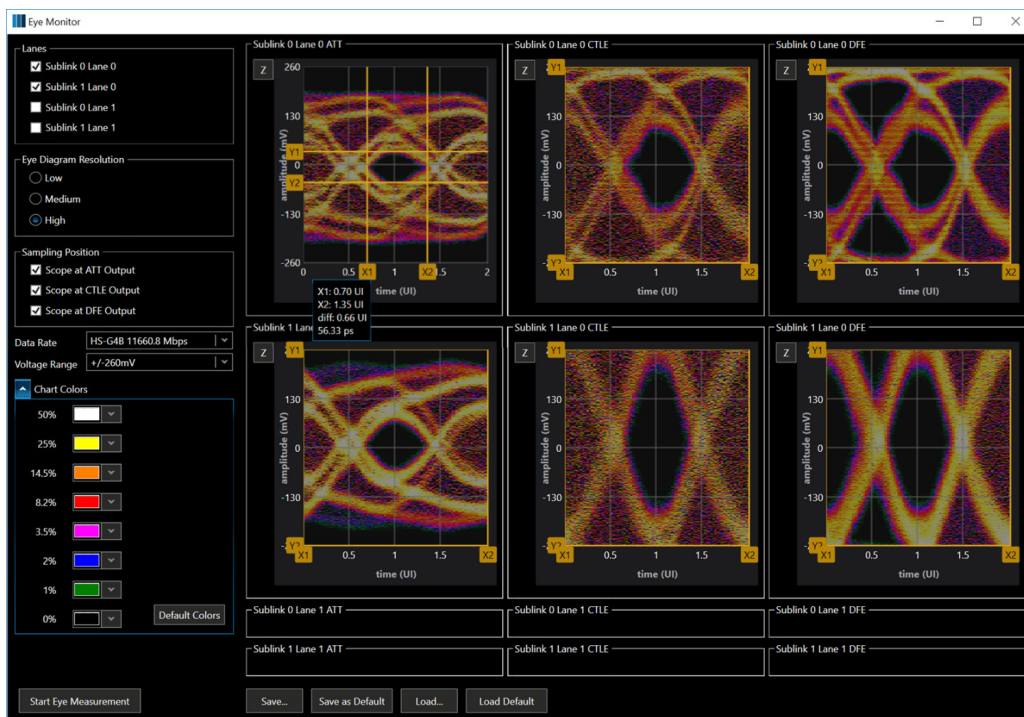 Eye Monitor
Lanes
Sublink 0 Lane 0
Sublink 1 Lane 0
Sublink 0 Lane 1
Sublink 1 Lane 1
Eye Diagram Resolution
Low
Medium
High
Sampling Position
Scope at ATT Output
Scope at CTLE Output
Scope at DFE Output
Data Rate HS-G4B 11660.8 Mbps
Voltage Range +/-260mV
Chart Colors
50%
25%
14.5%
8.2%
3.5%
2%
1%
0%
Default Colors
Start Eye Measurement
Sublink 0 Lane 0 ATT
Z
260
130
Y1
0
Y2
-130
-260
amplitude (mV)
0 0.5 X1 1 X2 1.5 2
time (UI)
X1: 0.70 UI
X2: 1.35 UI
diff: 0.66 UI
56.33 ps
Sublink 0 Lane 0 CTLE
Z
Y1
130
0
-130
Y2
amplitude (mV)
X1 0.5 1 1.5 X2
time (UI)
Sublink 0 Lane 0 DFE
Z
Y1
130
0
-130
Y2
amplitude (mV)
X1 0.5 1 1.5 X2
time (UI)
Sublink 1 Lane
Z
Y1
130
0
-130
Y2
amplitude (mV)
X1 0.5 1 1.5 X2
time (UI)
Sublink 1 Lane 0 CTLE
Z
Y1
130
0
-130
Y2
amplitude (mV)
X1 0.5 1 1.5 X2
time (UI)
Sublink 1 Lane 0 DFE
Z
Y1
130
0
-130
Y2
amplitude (mV)
X1 0.5 1 1.5 X2
time (UI)
Sublink 0 Lane 1 ATT
Sublink 0 Lane 1 CTLE
Sublink 0 Lane 1 DFE
Sublink 1 Lane 1 ATT
Sublink 1 Lane 1 CTLE
Sublink 1 Lane 1 DFE
Save...
Save as Default
Load...
Load Default